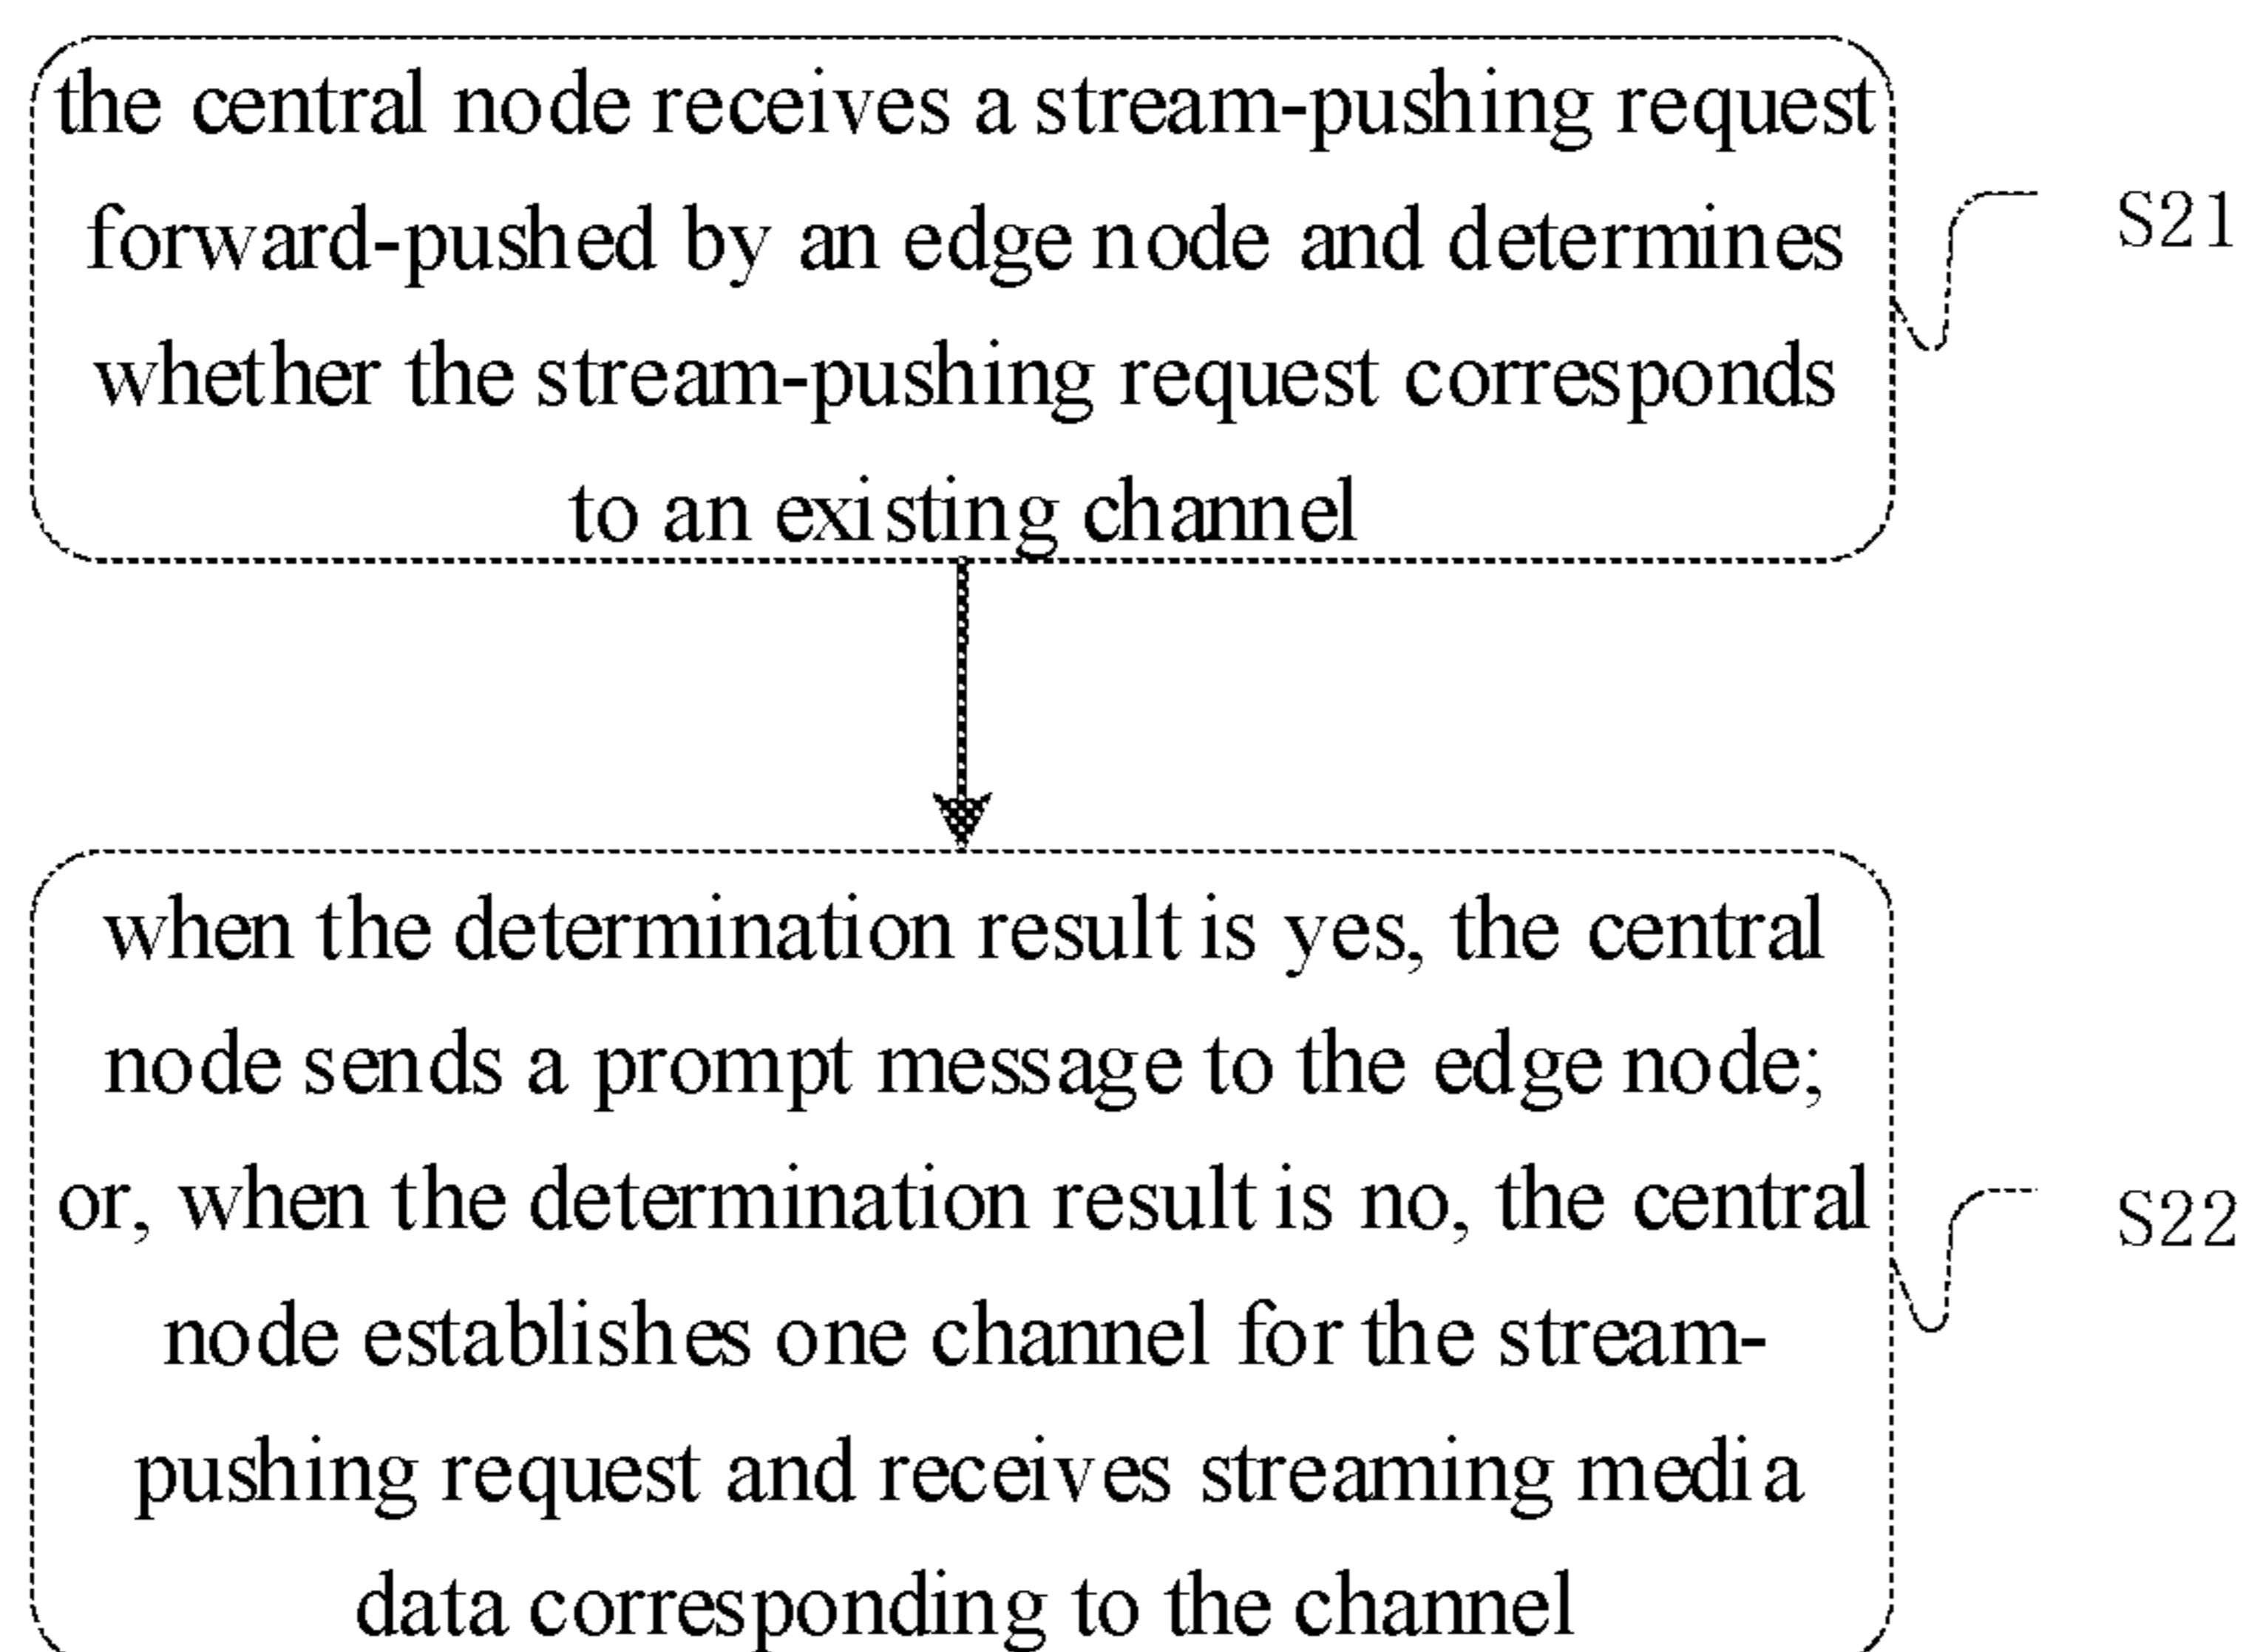 the central node receives a stream-pushing request
forward-pushed by an edge node and determines
whether the stream-pushing request corresponds
to an existing channel
S21
when the determination result is yes, the central
node sends a prompt message to the edge node;
or, when the determination result is no, the central
node establishes one channel for the stream-
pushing request and receives streaming media
data corresponding to the channel
S22